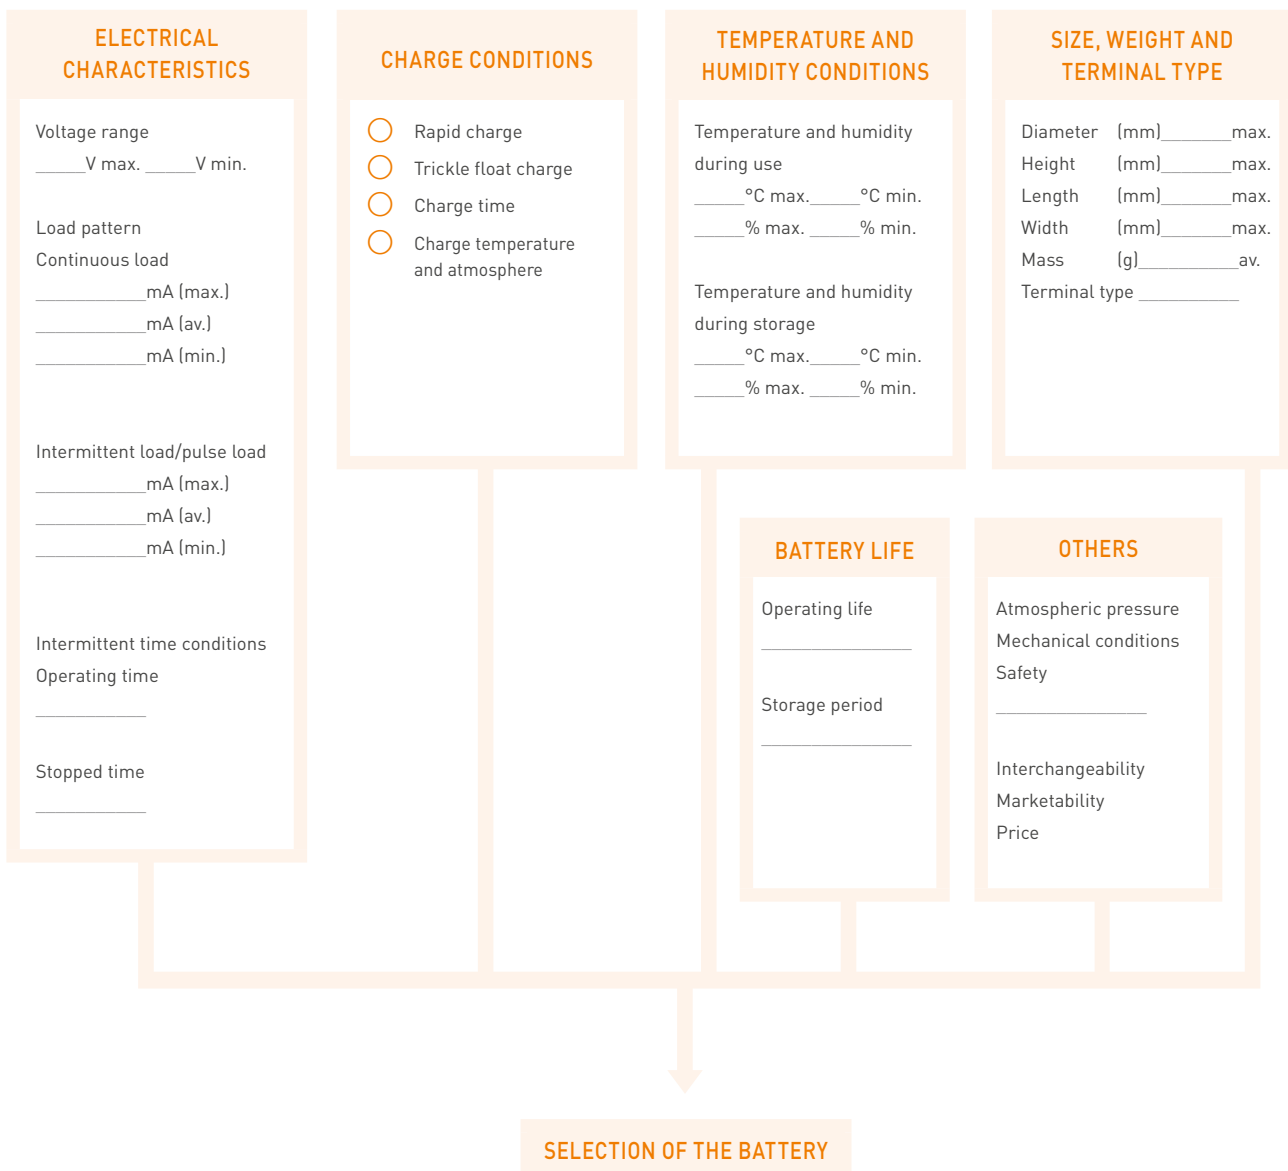 ELECTRICAL
CHARACTERISTICS
Voltage range
_____V max. _____V min.
Load pattern
Continuous load
___________mA (max.)
___________mA (av.)
___________mA (min.)
Intermittent load/pulse load
___________mA (max.)
___________mA (av.)
___________mA (min.)
Intermittent time conditions
Operating time
___________
Stopped time
___________
CHARGE CONDITIONS
Rapid charge
Trickle float charge
Charge time
Charge temperature
and atmosphere
TEMPERATURE AND
HUMIDITY CONDITIONS
Temperature and humidity
during use
_____°C max._____°C min.
_____% max. _____% min.
Temperature and humidity
during storage
_____°C max._____°C min.
_____% max. _____% min.
SIZE, WEIGHT AND
TERMINAL TYPE
Diameter (mm)_______max.
Height (mm)_______max.
Length (mm)_______max.
Width (mm)_______max.
Mass (g)__________av.
Terminal type __________
BATTERY LIFE
Operating life
_______________
Storage period
_______________
OTHERS
Atmospheric pressure
Mechanical conditions
Safety
_______________
Interchangeability
Marketability
Price
SELECTION OF THE BATTERY